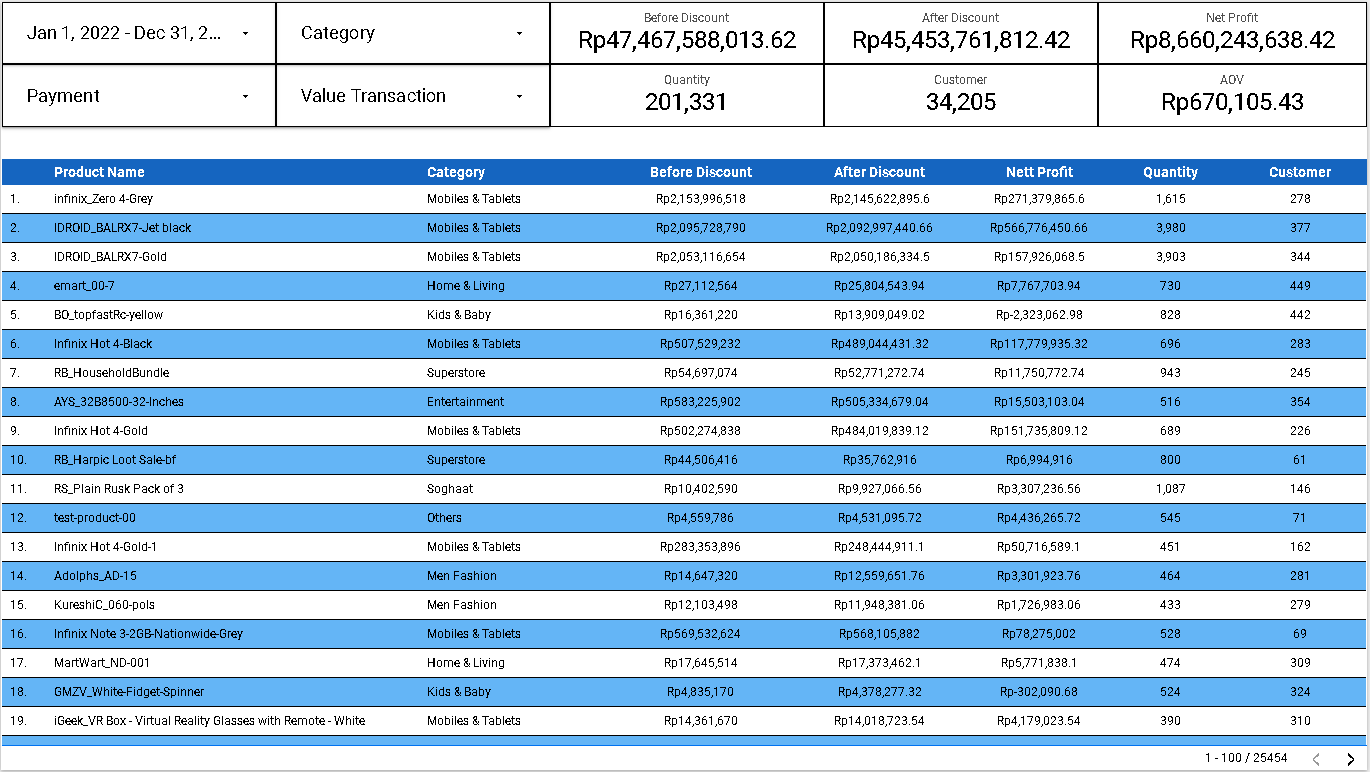 Jan 1, 2022 - Dec 31, 2...
Category
Before Discount
Rp47,467,588,013.62
After Discount
Rp45,453,761,812.42
Net Profit
Rp8,660,243,638.42
Payment
Value Transaction
Quantity
201,331
Customer
34,205
AOV
Rp670,105.43
Product Name Category Before Discount After Discount Nett Profit Quantity Customer
1. infinix_Zero 4-Grey Mobiles & Tablets Rp2,153,996,518 Rp2,145,622,895.6 Rp271,379,865.6 1,615 278
2. IDROID_BALRX7-Jet black Mobiles & Tablets Rp2,095,728,790 Rp2,092,997,440.66 Rp566,776,450.66 3,980 377
3. IDROID_BALRX7-Gold Mobiles & Tablets Rp2,053,116,654 Rp2,050,186,334.5 Rp157,926,068.5 3,903 344
4. emart_00-7 Home & Living Rp27,112,564 Rp25,804,543.94 Rp7,767,703.94 730 449
5. BO_topfastRc-yellow Kids & Baby Rp16,361,220 Rp13,909,049.02 Rp-2,323,062.98 828 442
6. Infinix Hot 4-Black Mobiles & Tablets Rp507,529,232 Rp489,044,431.32 Rp117,779,935.32 696 283
7. RB_HouseholdBundle Superstore Rp54,697,074 Rp52,771,272.74 Rp11,750,772.74 943 245
8. AYS_32B8500-32-Inches Entertainment Rp583,225,902 Rp505,334,679.04 Rp15,503,103.04 516 354
9. Infinix Hot 4-Gold Mobiles & Tablets Rp502,274,838 Rp484,019,839.12 Rp151,735,809.12 689 226
10. RB_Harpic Loot Sale-bf Superstore Rp44,506,416 Rp35,762,916 Rp6,994,916 800 61
11. RS_Plain Rusk Pack of 3 Soghaat Rp10,402,590 Rp9,927,066.56 Rp3,307,236.56 1,087 146
12. test-product-00 Others Rp4,559,786 Rp4,531,095.72 Rp4,436,265.72 545 71
13. Infinix Hot 4-Gold-1 Mobiles & Tablets Rp283,353,896 Rp248,444,911.1 Rp50,716,589.1 451 162
14. Adolphs_AD-15 Men Fashion Rp14,647,320 Rp12,559,651.76 Rp3,301,923.76 464 281
15. KureshiC_060-pols Men Fashion Rp12,103,498 Rp11,948,381.06 Rp1,726,983.06 433 279
16. Infinix Note 3-2GB-Nationwide-Grey Mobiles & Tablets Rp569,532,624 Rp568,105,882 Rp78,275,002 528 69
17. MartWart_ND-001 Home & Living Rp17,645,514 Rp17,373,462.1 Rp5,771,838.1 474 309
18. GMZV_White-Fidget-Spinner Kids & Baby Rp4,835,170 Rp4,378,277.32 Rp-302,090.68 524 324
19. iGeek_VR Box - Virtual Reality Glasses with Remote - White Mobiles & Tablets Rp14,361,670 Rp14,018,723.54 Rp4,179,023.54 390 310
1 - 100 / 25454